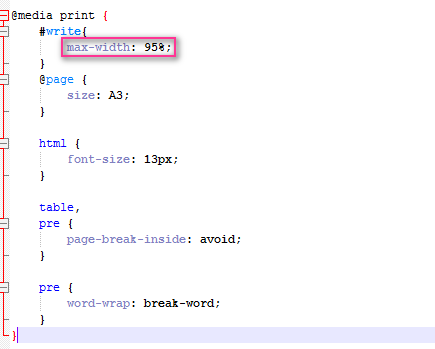 @media print {
#write{
max-width: 95%;
}
@page {
size: A3;
}
html {
font-size: 13px;
}
table,
pre {
page-break-inside: avoid;
}
pre {
word-wrap: break-word;
}
}